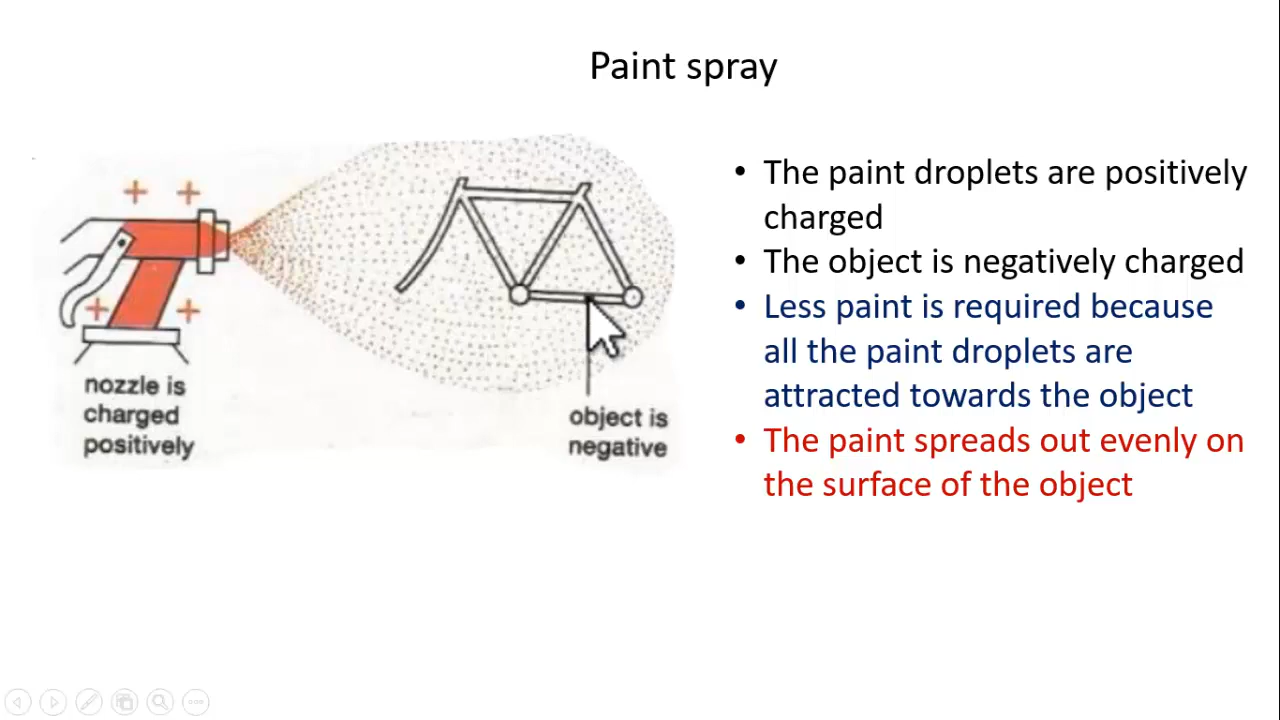 Paint spray
+ +
+ +
nozzle is
charged
positively
object is
negative
• The paint droplets are positively
charged
• The object is negatively charged
• Less paint is required because
all the paint droplets are
attracted towards the object
• The paint spreads out evenly on
the surface of the object